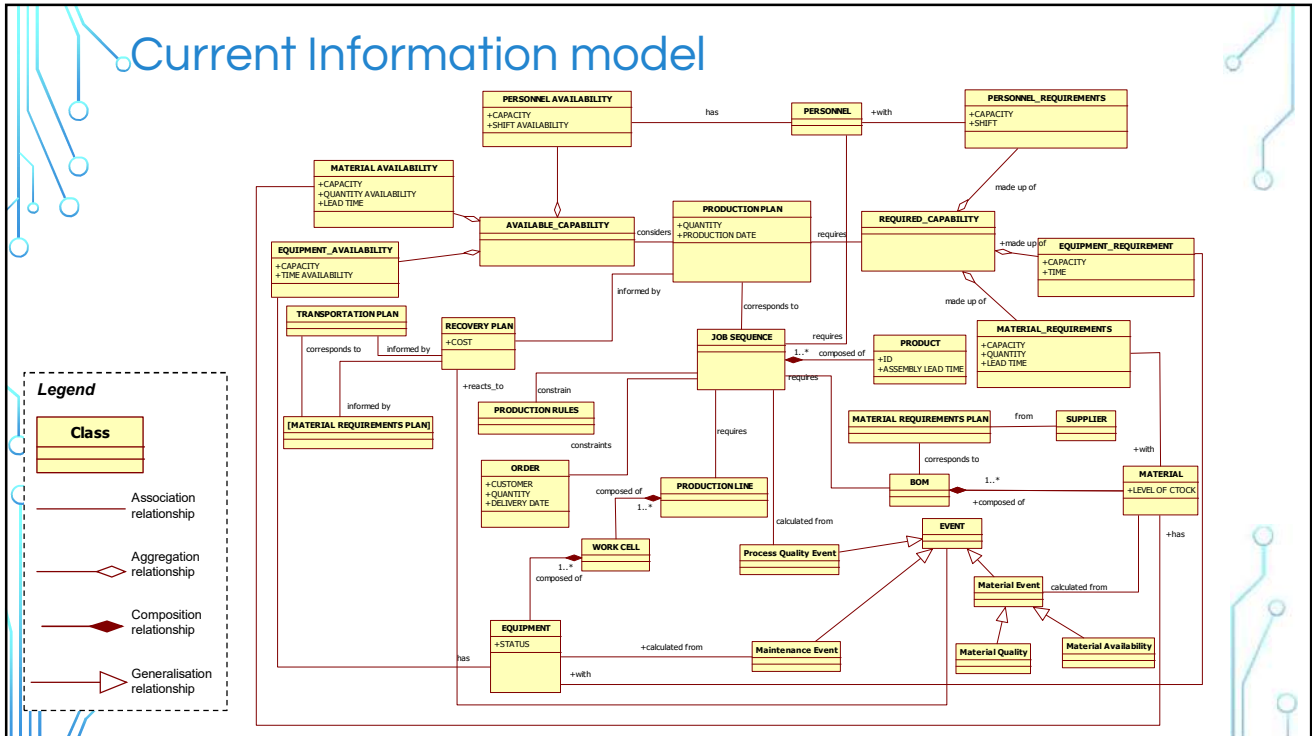 Current Information model
PERSONNEL AVAILABILITY
+CAPACITY
+SHIFT AVAILABILITY
has
PERSONNEL
+with
PERSONNEL_REQUIREMENTS
+CAPACITY
+SHIFT
MATERIAL AVAILABILITY
+CAPACITY
+QUANTITY AVAILABILITY
+LEAD TIME
made up of
AVAILABLE_CAPABILITY
considers
PRODUCTION PLAN
+QUANTITY
+PRODUCTION DATE
requires
REQUIRED_CAPABILITY
+made up of
EQUIPMENT_REQUIREMENT
+CAPACITY
+TIME
EQUIPMENT_AVAILABILITY
+CAPACITY
+TIME AVAILABILITY
informed by
made up of
corresponds to
TRANSPORTATION PLAN
RECOVERY PLAN
+COST
corresponds to
informed by
informed by
+reacts_to
[MATERIAL REQUIREMENTS PLAN]
JOB SEQUENCE
requires
1..*
composed of
requires
PRODUCT
+ID
+ASSEMBLY LEAD TIME
MATERIAL_REQUIREMENTS
+CAPACITY
+QUANTITY
+LEAD TIME
constrain
PRODUCTION RULES
constraints
requires
MATERIAL REQUIREMENTS PLAN
from
SUPPLIER
corresponds to
+with
ORDER
+CUSTOMER
+QUANTITY
+DELIVERY DATE
composed of
1..*
PRODUCTION LINE
BOM
1..*
+composed of
MATERIAL
+LEVEL OF CTOCK
calculated from
+has
WORK CELL
1..*
composed of
EVENT
Process Quality Event
Material Event
calculated from
EQUIPMENT
+STATUS
has
+calculated from
+with
Maintenance Event
Material Quality
Material Availability
Legend
Class
Association
relationship
Aggregation
relationship
Composition
relationship
Generalisation
relationship